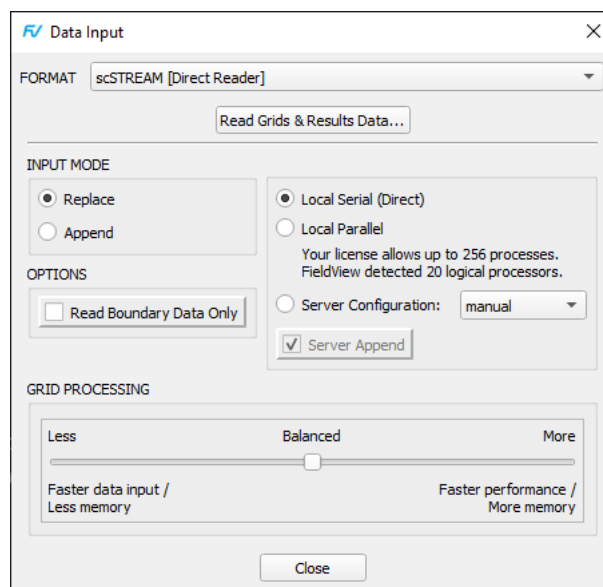 FV Data Input
FORMAT scSTREAM [Direct Reader]
Read Grids & Results Data...
INPUT MODE
Replace
Append
OPTIONS
Read Boundary Data Only
Local Serial (Direct)
Local Parallel
Your license allows up to 256 processes.
FieldView detected 20 logical processors.
Server Configuration: manual
Server Append
GRID PROCESSING
Less Balanced More
Faster data input / Faster performance /
Less memory More memory
Close